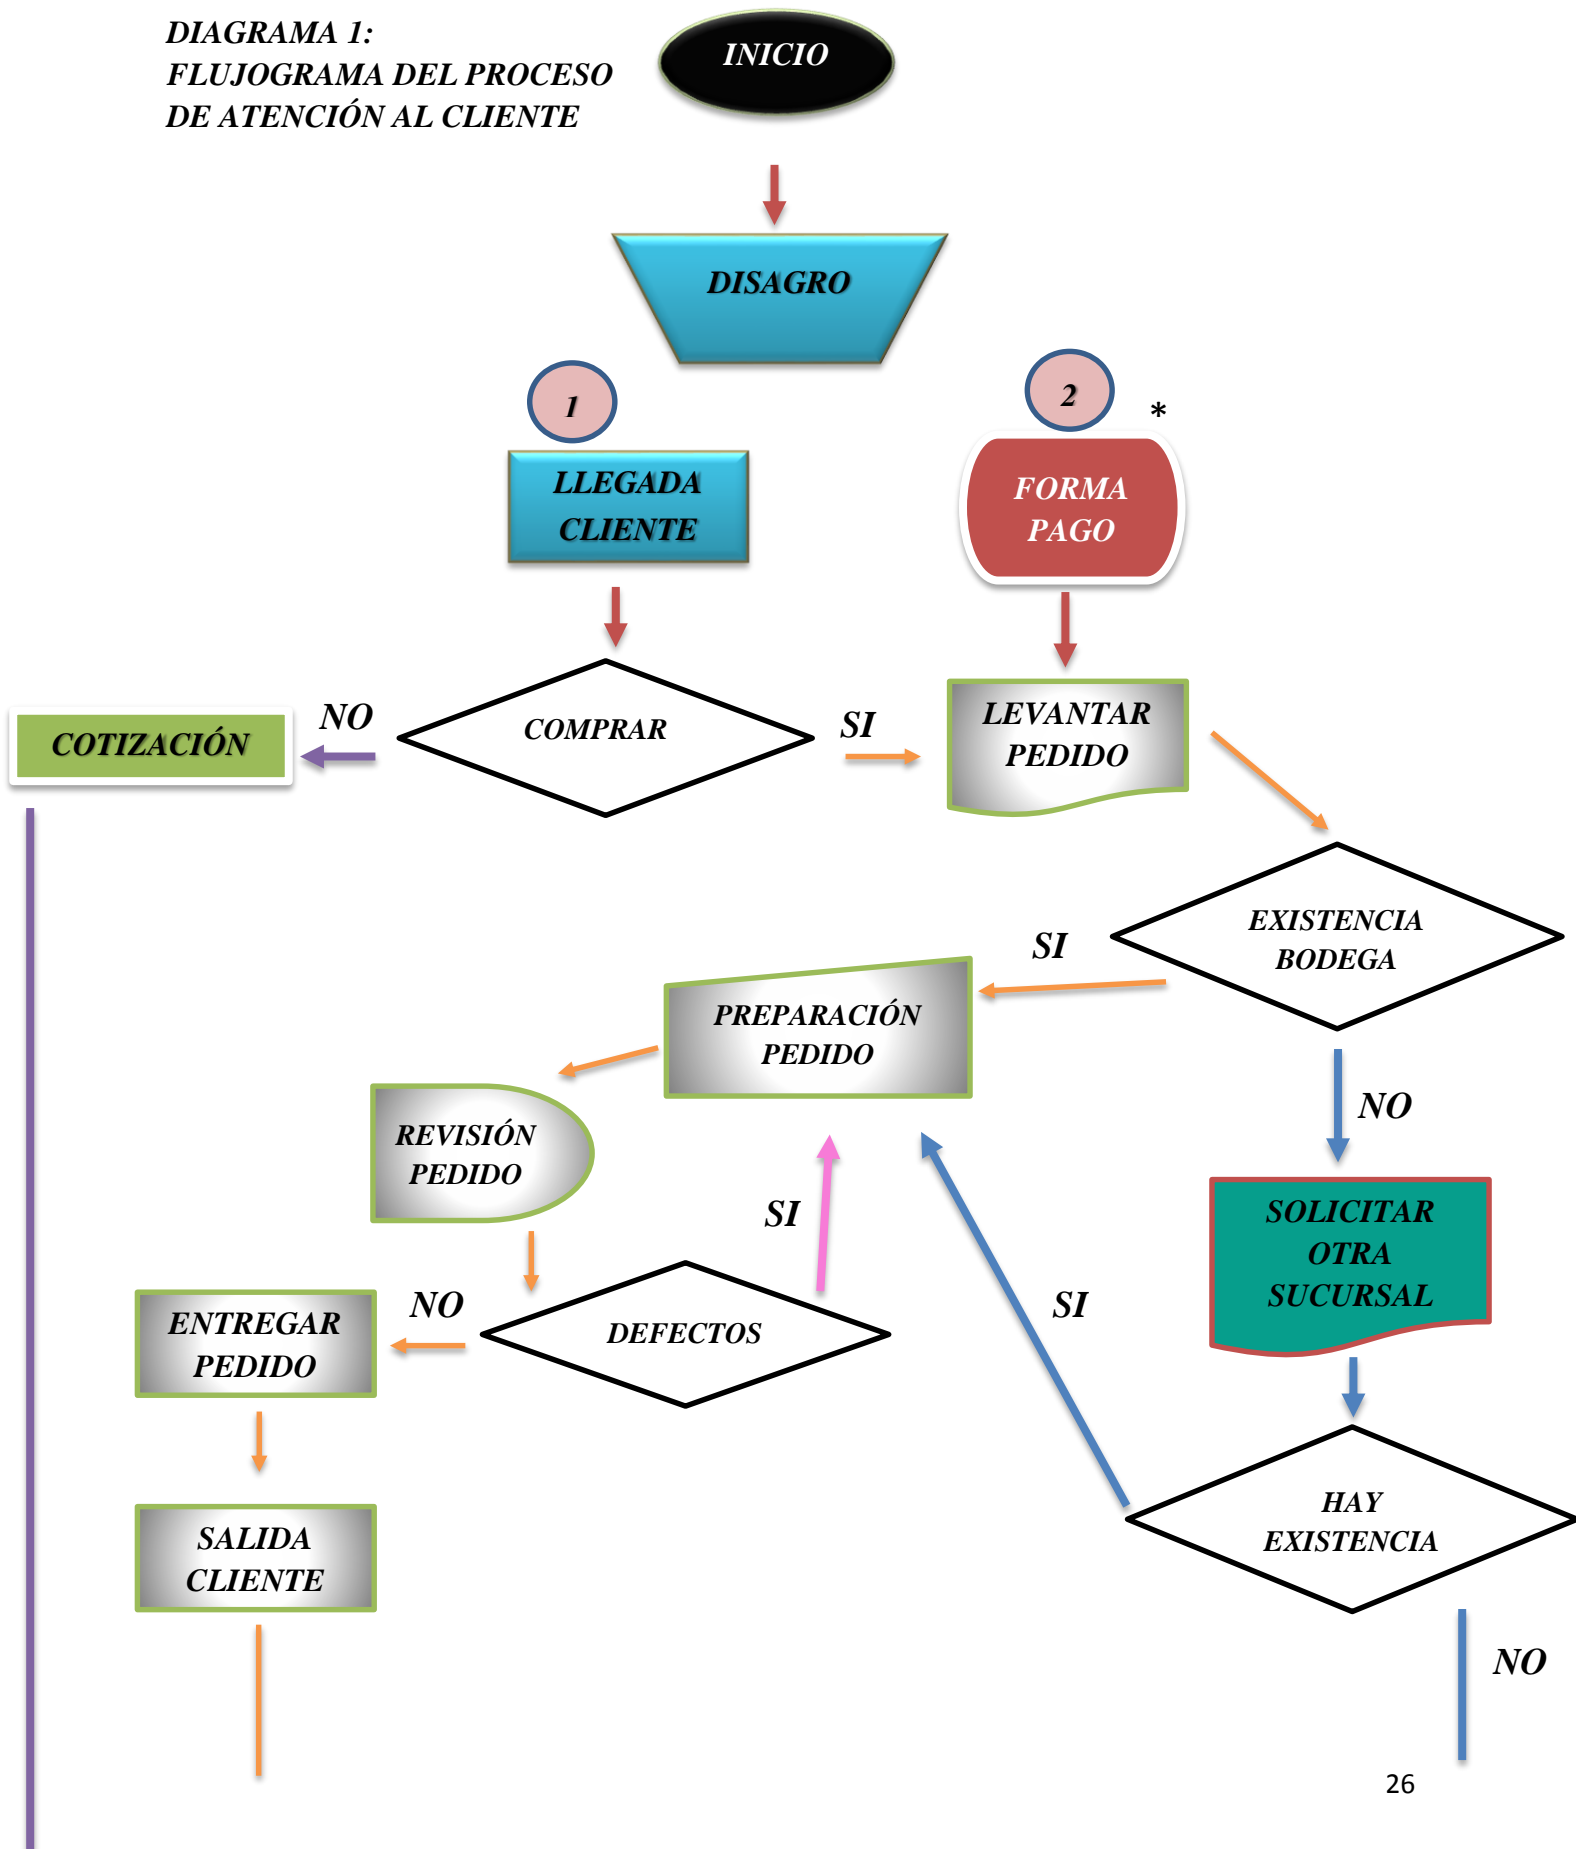 DIAGRAMA 1:
FLUJOGRAMA DEL PROCESO
DE ATENCIÓN AL CLIENTE
INICIO
DISAGRO
1
2
*
LLEGADA
CLIENTE
FORMA
PAGO
COMPRAR
NO
SI
COTIZACIÓN
LEVANTAR
PEDIDO
EXISTENCIA
BODEGA
SI
NO
PREPARACIÓN
PEDIDO
REVISIÓN
PEDIDO
SI
SOLICITAR
OTRA
SUCURSAL
DEFECTOS
NO
SI
ENTREGAR
PEDIDO
HAY
EXISTENCIA
SALIDA
CLIENTE
NO
26